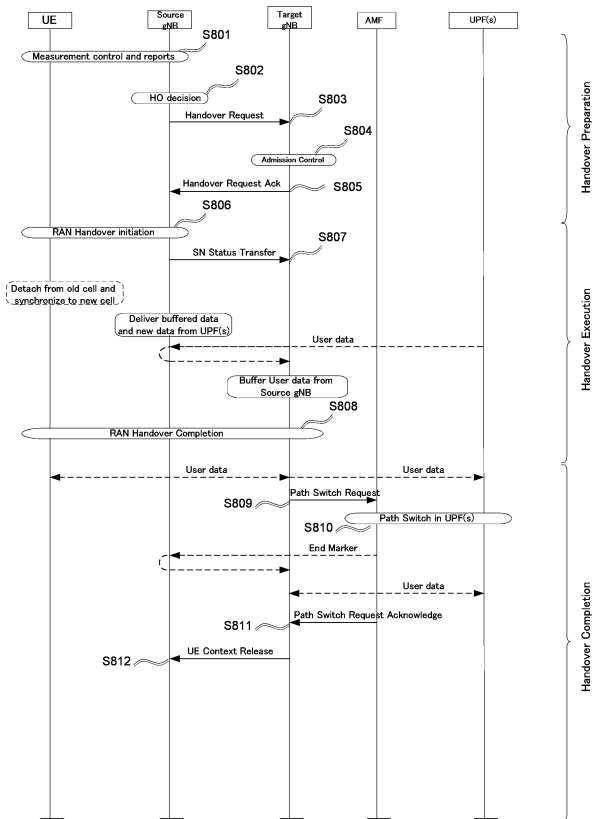 UE
Source
gNB
Target
gNB
AMF
UPF(s)
S801
Measurement control and reports
S802
HO decision
S803
Handover Request
S804
Admission Control
Handover Request Ack
S805
Handover Preparation
S806
RAN Handover initiation
S807
SN Status Transfer
Detach from old cell and
synchronize to new cell
Deliver buffered data
and new data from UPF(s)
User data
Buffer User data from
Source gNB
S808
RAN Handover Completion
Handover Execution
User data
User data
Path Switch Request
S809
Path Switch in UPF(s)
S810
End Marker
User data
Path Switch Request Acknowledge
S811
UE Context Release
S812
Handover Completion